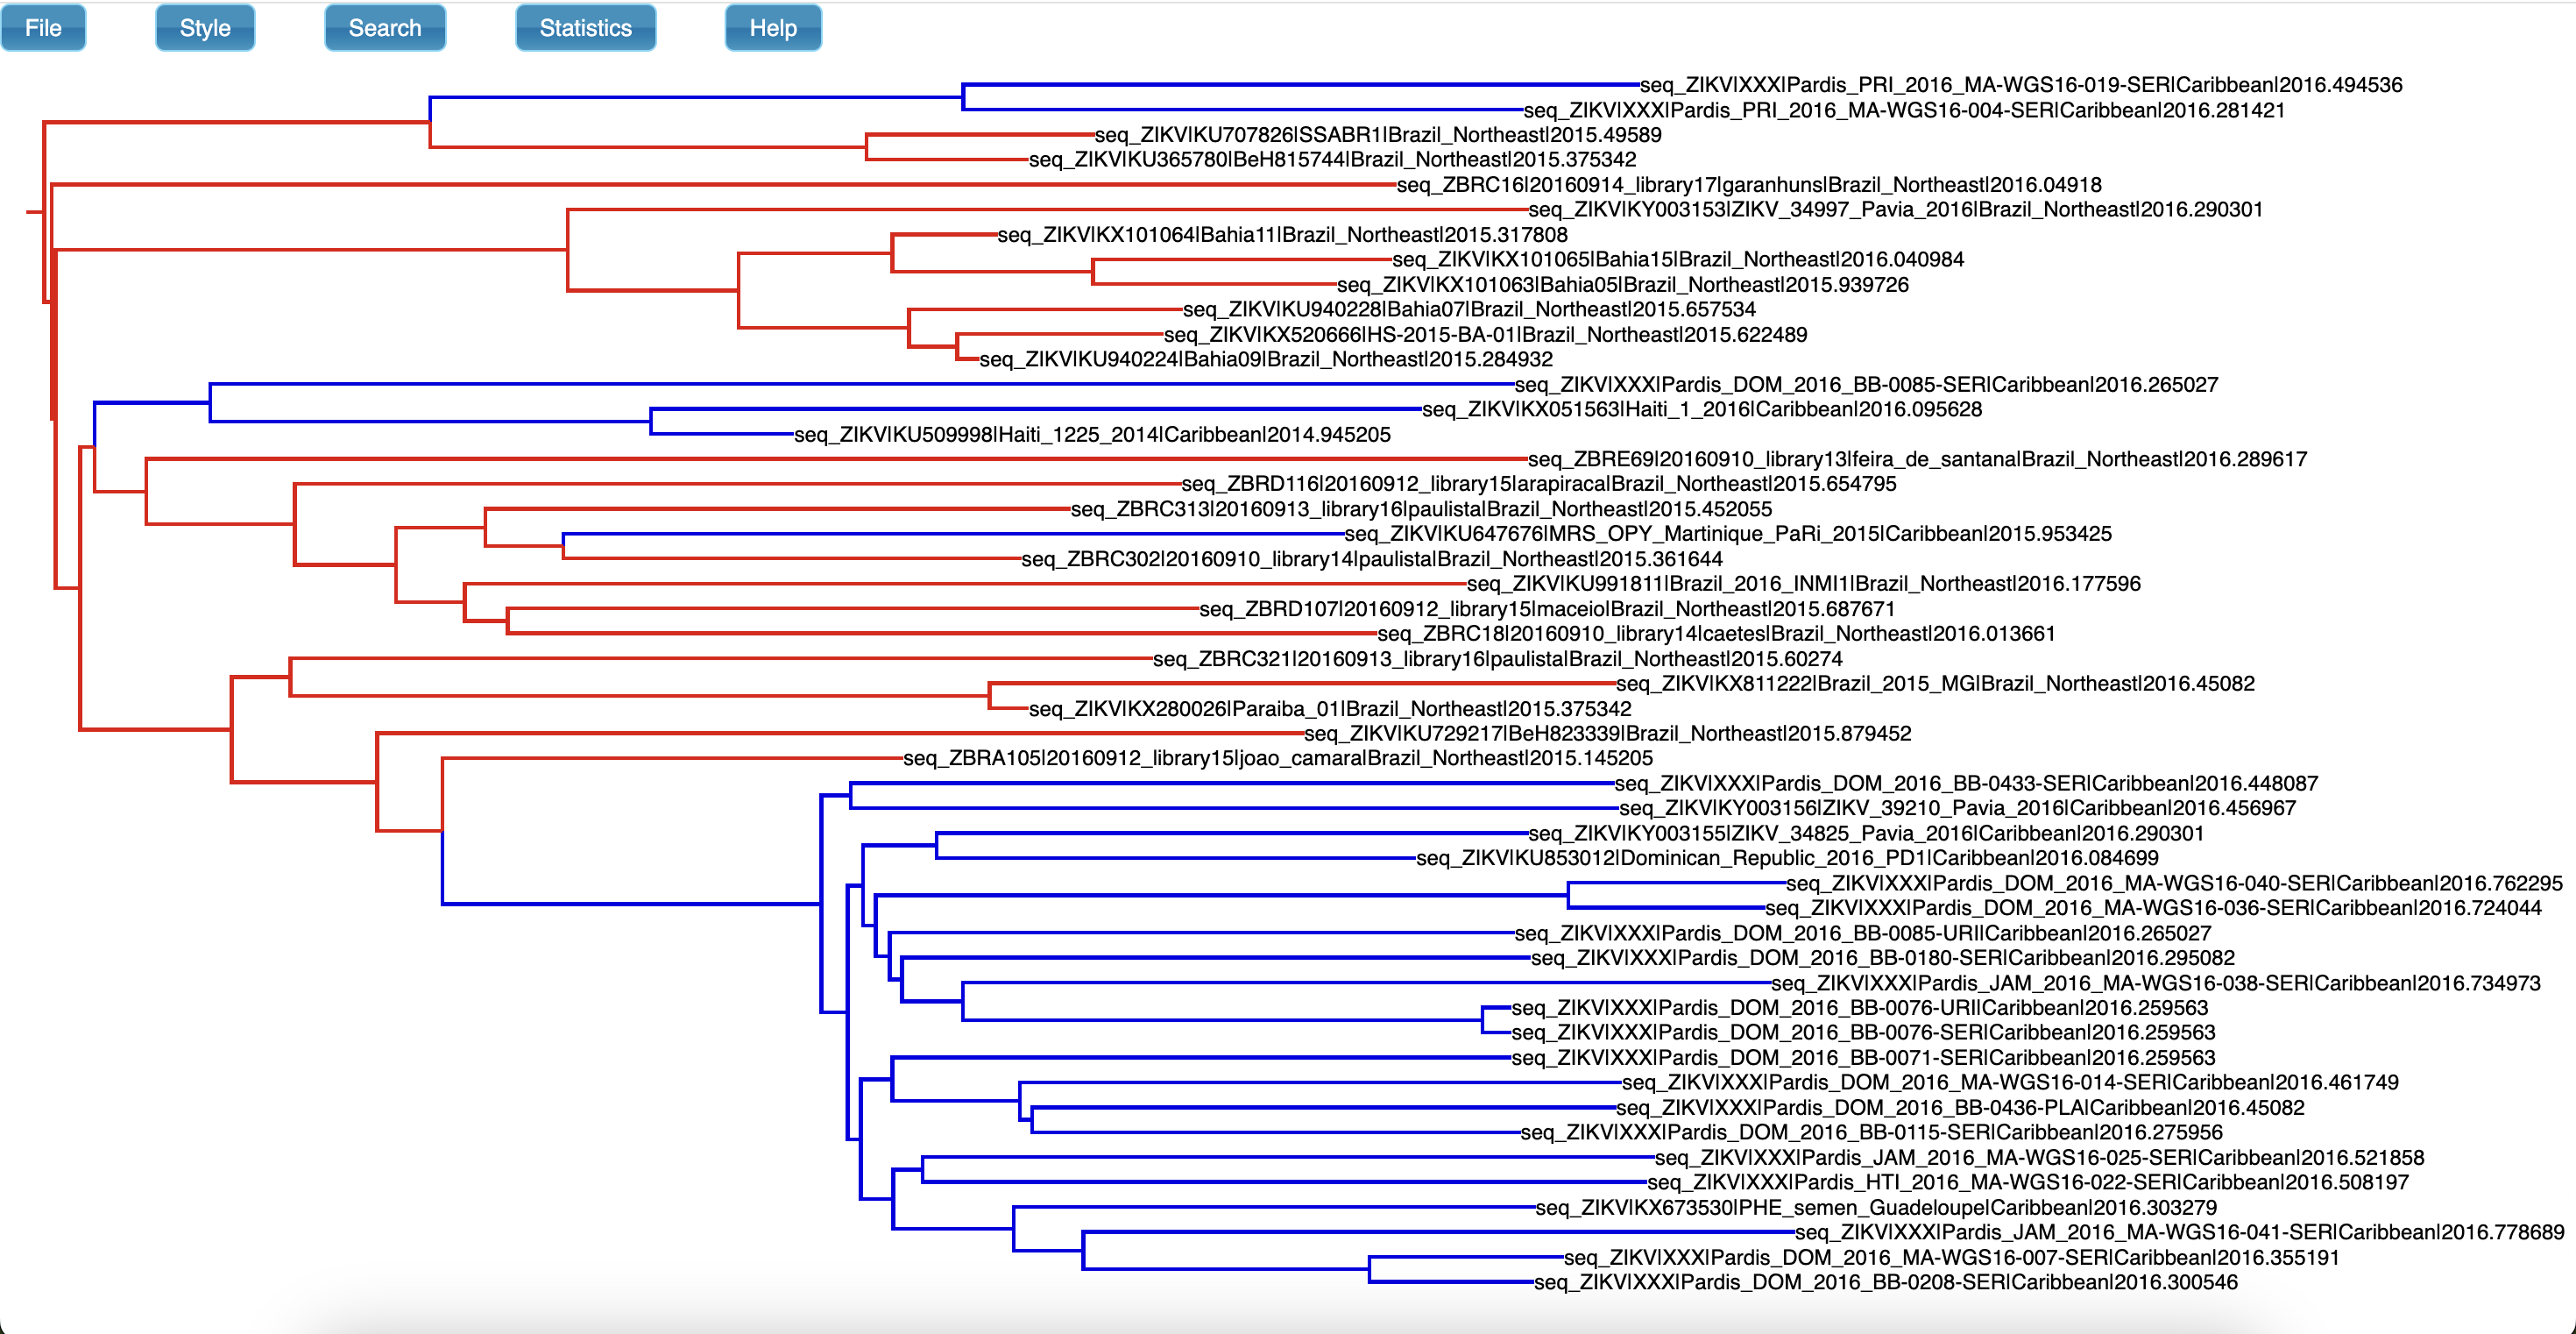 File Style Search Statistics Help
seq_ZIKV|XXX|Pardis_PRI_2016_MA-WGS16-019-SER|Caribbean|2016.494536
seq_ZIKV|XXX|Pardis_PRI_2016_MA-WGS16-004-SER|Caribbean|2016.281421
seq_ZIKV|KU707826|SSABR1|Brazil_Northeast|2015.49589
seq_ZIKV|KU365780|BeH815744|Brazil_Northeast|2015.375342
seq_ZBRC16|20160914_library17|garanhuns|Brazil_Northeast|2016.04918
seq_ZIKV|KY003153|ZIKV_34997_Pavia_2016|Brazil_Northeast|2016.290301
seq_ZIKV|KX101064|Bahia11|Brazil_Northeast|2015.317808
seq_ZIKV|KX101065|Bahia15|Brazil_Northeast|2016.040984
seq_ZIKV|KX101063|Bahia05|Brazil_Northeast|2015.939726
seq_ZIKV|KU940228|Bahia07|Brazil_Northeast|2015.657534
seq_ZIKV|KX520666|HS-2015-BA-01|Brazil_Northeast|2015.622489
seq_ZIKV|KU940224|Bahia09|Brazil_Northeast|2015.284932
seq_ZIKV|XXX|Pardis_DOM_2016_BB-0085-SER|Caribbean|2016.265027
seq_ZIKV|KX051563|Haiti_1_2016|Caribbean|2016.095628
seq_ZIKV|KU509998|Haiti_1225_2014|Caribbean|2014.945205
seq_ZBRE69|20160910_library13|feira_de_santana|Brazil_Northeast|2016.289617
seq_ZBRD116|20160912_library15|arapiraca|Brazil_Northeast|2015.654795
seq_ZBRC313|20160913_library16|paulista|Brazil_Northeast|2015.452055
seq_ZIKV|KU647676|MRS_OPY_Martinique_PaRi_2015|Caribbean|2015.953425
seq_ZBRC302|20160910_library14|paulista|Brazil_Northeast|2015.361644
seq_ZIKV|KU991811|Brazil_2016_INMI1|Brazil_Northeast|2016.177596
seq_ZBRD107|20160912_library15|maceio|Brazil_Northeast|2015.687671
seq_ZBRC18|20160910_library14|caetes|Brazil_Northeast|2016.013661
seq_ZBRC321|20160913_library16|paulista|Brazil_Northeast|2015.60274
seq_ZIKV|KX811222|Brazil_2015_MG|Brazil_Northeast|2016.45082
seq_ZIKV|KX280026|Paraiba_01|Brazil_Northeast|2015.375342
seq_ZIKV|KU729217|BeH823339|Brazil_Northeast|2015.879452
seq_ZBRA105|20160912_library15|joao_camara|Brazil_Northeast|2015.145205
seq_ZIKV|XXX|Pardis_DOM_2016_BB-0433-SER|Caribbean|2016.448087
seq_ZIKV|KY003156|ZIKV_39210_Pavia_2016|Caribbean|2016.456967
seq_ZIKV|KY003155|ZIKV_34825_Pavia_2016|Caribbean|2016.290301
seq_ZIKV|KU853012|Dominican_Republic_2016_PD1|Caribbean|2016.084699
seq_ZIKV|XXX|Pardis_DOM_2016_MA-WGS16-040-SER|Caribbean|2016.762295
seq_ZIKV|XXX|Pardis_DOM_2016_MA-WGS16-036-SER|Caribbean|2016.724044
seq_ZIKV|XXX|Pardis_DOM_2016_BB-0085-URI|Caribbean|2016.265027
seq_ZIKV|XXX|Pardis_DOM_2016_BB-0180-SER|Caribbean|2016.295082
seq_ZIKV|XXX|Pardis_JAM_2016_MA-WGS16-038-SER|Caribbean|2016.734973
seq_ZIKV|XXX|Pardis_DOM_2016_BB-0076-URI|Caribbean|2016.259563
seq_ZIKV|XXX|Pardis_DOM_2016_BB-0076-SER|Caribbean|2016.259563
seq_ZIKV|XXX|Pardis_DOM_2016_BB-0071-SER|Caribbean|2016.259563
seq_ZIKV|XXX|Pardis_DOM_2016_MA-WGS16-014-SER|Caribbean|2016.461749
seq_ZIKV|XXX|Pardis_DOM_2016_BB-0436-PLA|Caribbean|2016.45082
seq_ZIKV|XXX|Pardis_DOM_2016_BB-0115-SER|Caribbean|2016.275956
seq_ZIKV|XXX|Pardis_JAM_2016_MA-WGS16-025-SER|Caribbean|2016.521858
seq_ZIKV|XXX|Pardis_HTI_2016_MA-WGS16-022-SER|Caribbean|2016.508197
seq_ZIKV|KX673530|PHE_semen_Guadeloupe|Caribbean|2016.303279
seq_ZIKV|XXX|Pardis_JAM_2016_MA-WGS16-041-SER|Caribbean|2016.778689
seq_ZIKV|XXX|Pardis_DOM_2016_MA-WGS16-007-SER|Caribbean|2016.355191
seq_ZIKV|XXX|Pardis_DOM_2016_BB-0208-SER|Caribbean|2016.300546